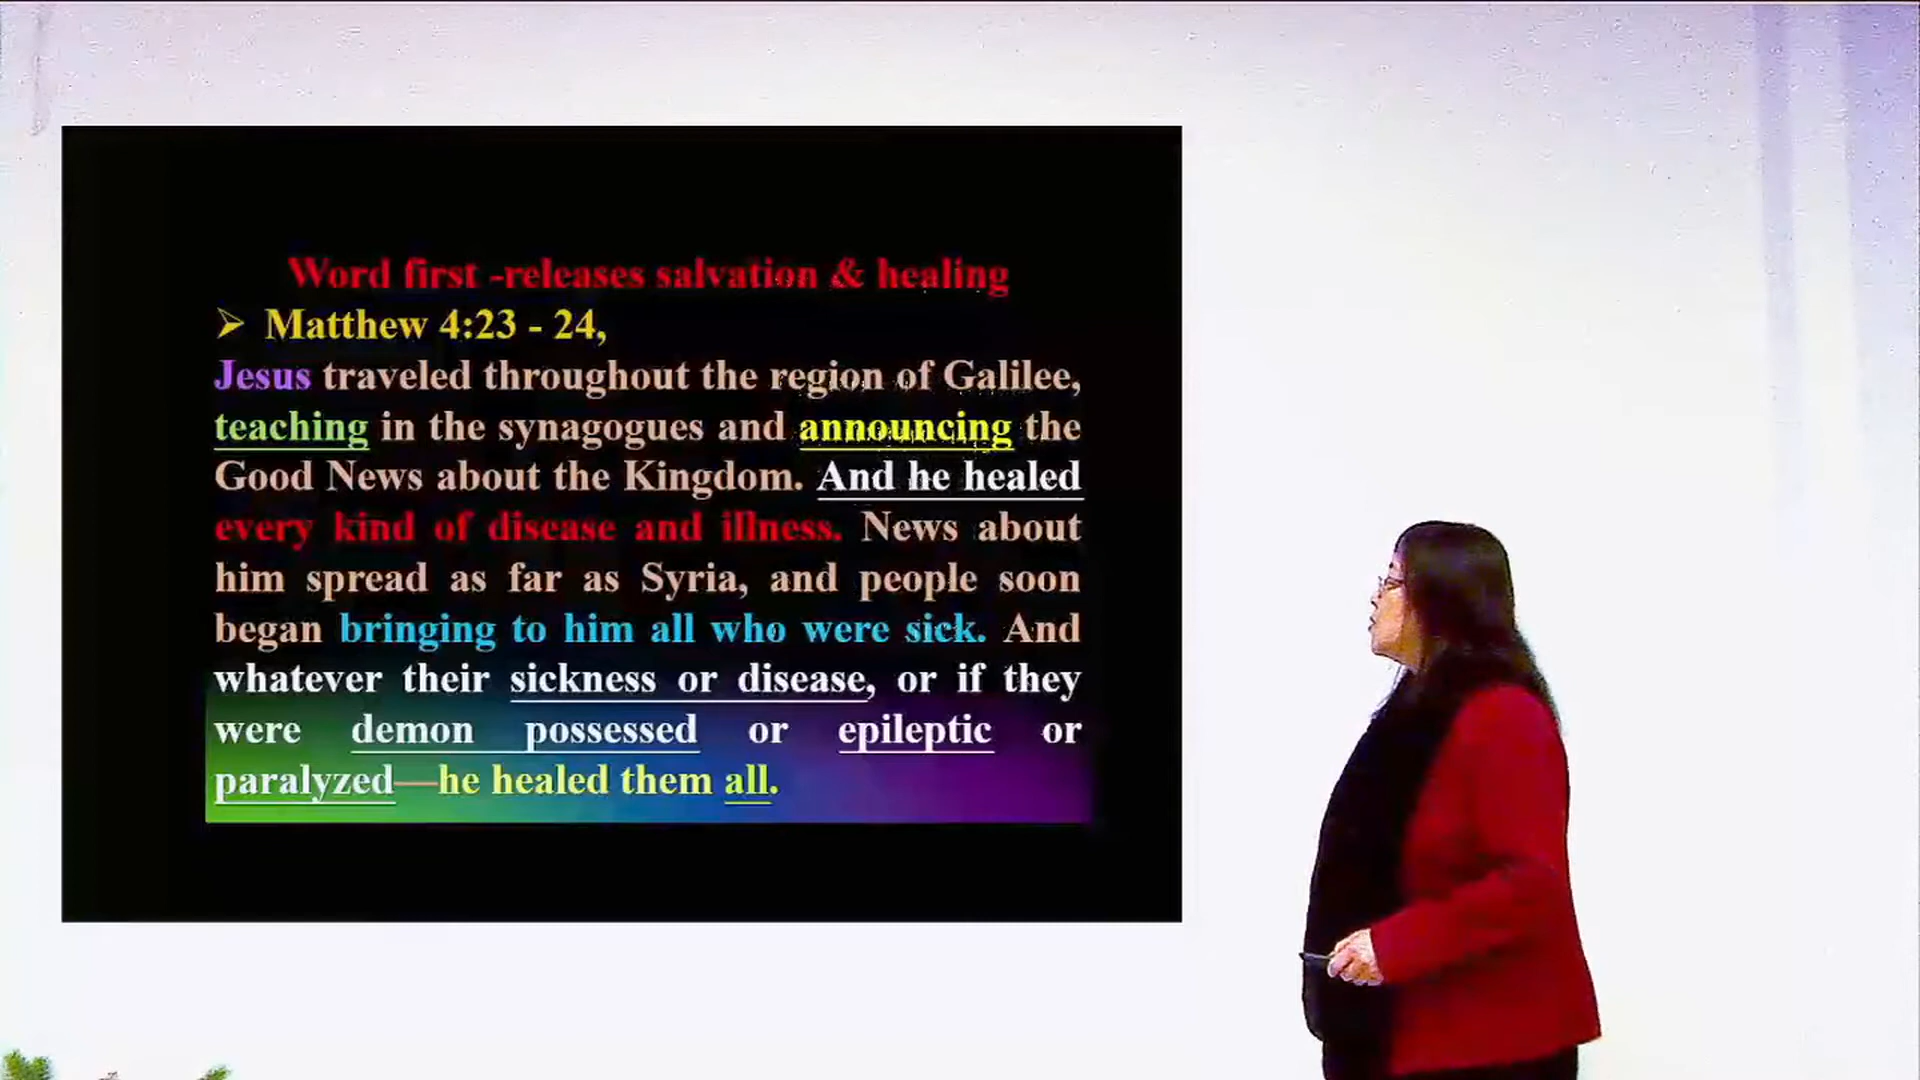 Word first -releases salvation & healing
➢ Matthew 4:23 - 24,
Jesus traveled throughout the region of Galilee,
teaching in the synagogues and announcing the
Good News about the Kingdom. And he healed
every kind of disease and illness. News about
him spread as far as Syria, and people soon
began bringing to him all who were sick. And
whatever their sickness or disease, or if they
were demon possessed or epileptic or
paralyzed—he healed them all.